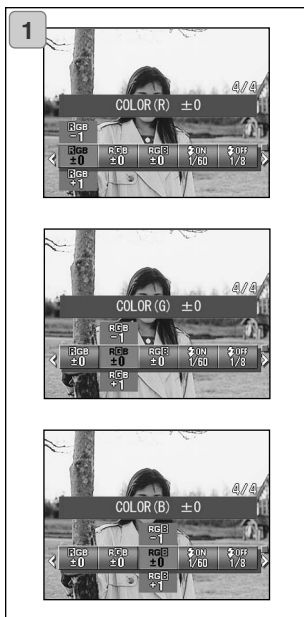 1
4/4
COLOR(R) ±0
RGB
-1
RGB RGB RGB ON OFF
±0 ±0 ±0 1/60 1/8
RGB
+1
4/4
COLOR(G) ±0
RGB
-1
RGB RGB RGB ON OFF
±0 ±0 ±0 1/60 1/8
RGB
+1
4/4
COLOR(B) ±0
RGB
-1
RGB RGB RGB ON OFF
±0 ±0 ±0 1/60 1/8
RGB
+1